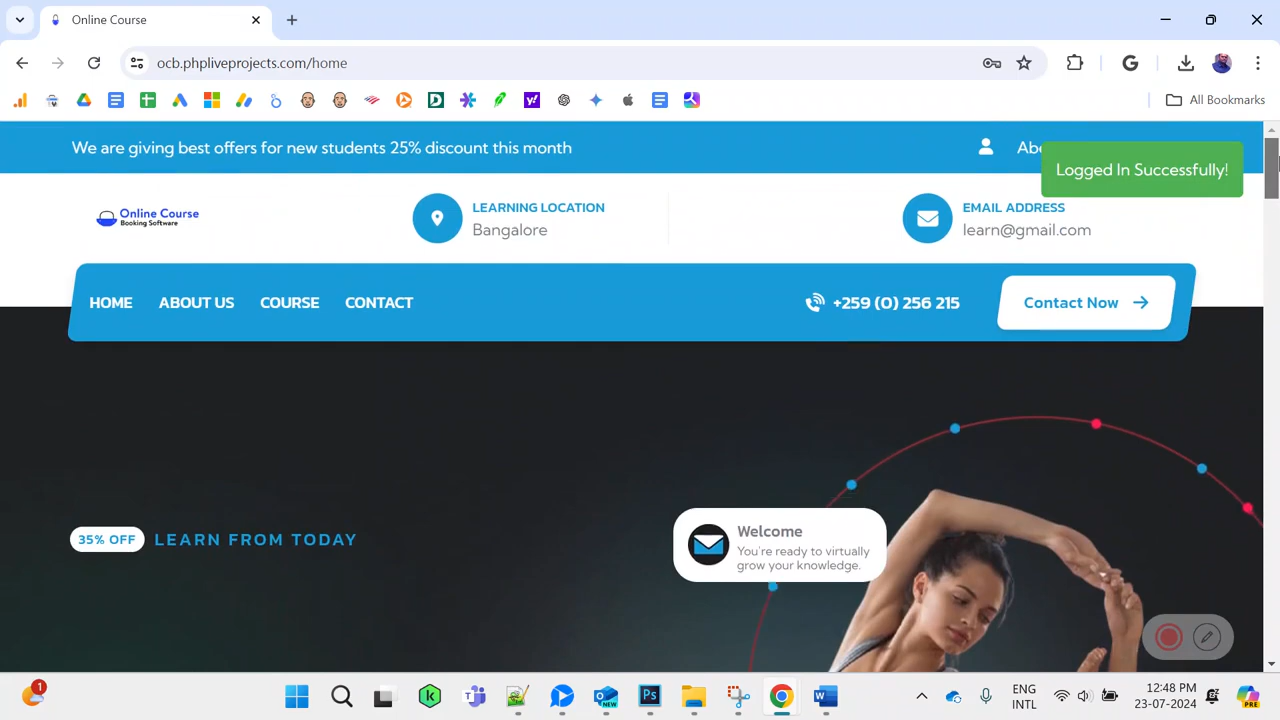 Online Course
ocb.phpliveprojects.com/home
All Bookmarks
We are giving best offers for new students 25% discount this month
Logged In Successfully!
Online Course
Booking Software
LEARNING LOCATION
Bangalore
EMAIL ADDRESS
learn@gmail.com
HOME
ABOUT US
COURSE
CONTACT
+259 (0) 256 215
Contact Now
35% OFF
LEARN FROM TODAY
Welcome
You're ready to virtually
grow your knowledge.
1
ENG
INTL
12:48 PM
23-07-2024
PRE